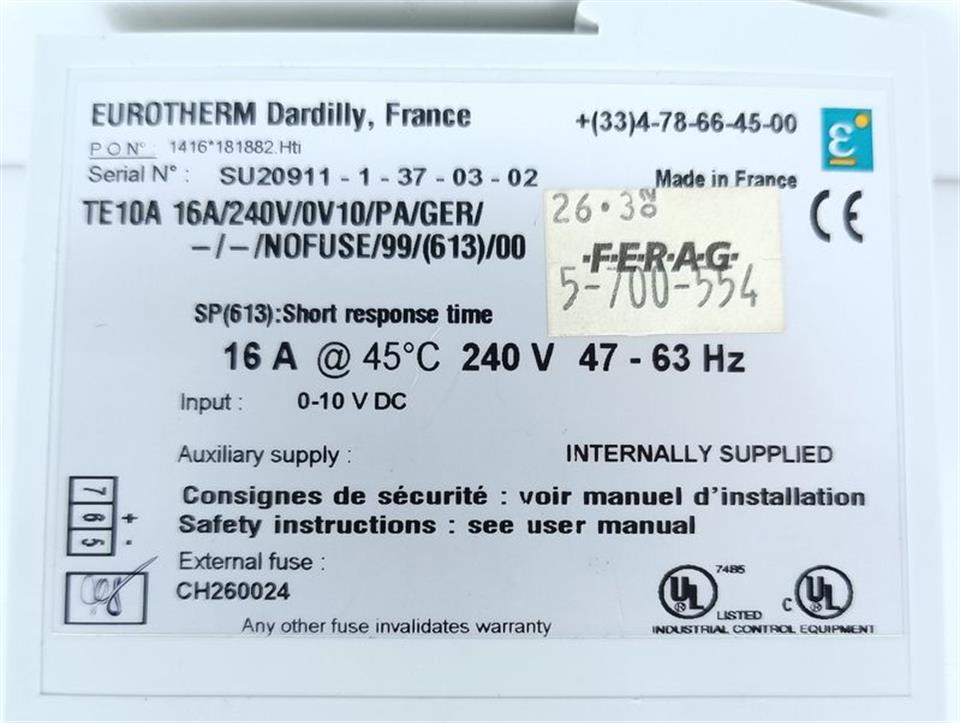 EUROTHERM Dardilly, France
+(33)4-78-66-45-00
P O N° : 1416*181882.Hti
Serial N° : SU20911 - 1 - 37 - 03 - 02
Made in France
TE10A 16A/240V/0V10/PA/GER/
- / - /NOFUSE/99/(613)/00
26·3
·F·E·R·A·G·
5-700-554
CE
SP(613):Short response time
16 A @ 45°C 240 V 47 - 63 Hz
Input : 0-10 V DC
Auxiliary supply : INTERNALLY SUPPLIED
Consignes de sécurité : voir manuel d'installation
Safety instructions : see user manual
7
6 +
5 -
External fuse :
CH260024
Any other fuse invalidates warranty
UL ® 7485 LISTED C UL ®
INDUSTRIAL CONTROL EQUIPMENT